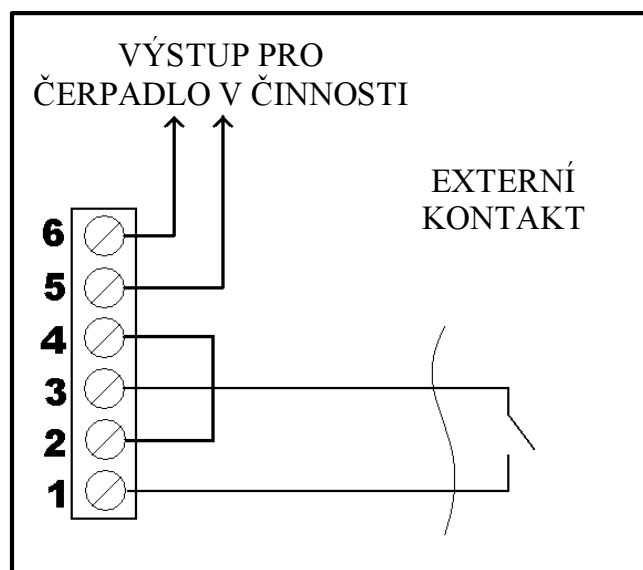 VÝSTUP PRO
ČERPADLO V ČINNOSTI
EXTERNÍ
KONTAKT
6
5
4
3
2
1